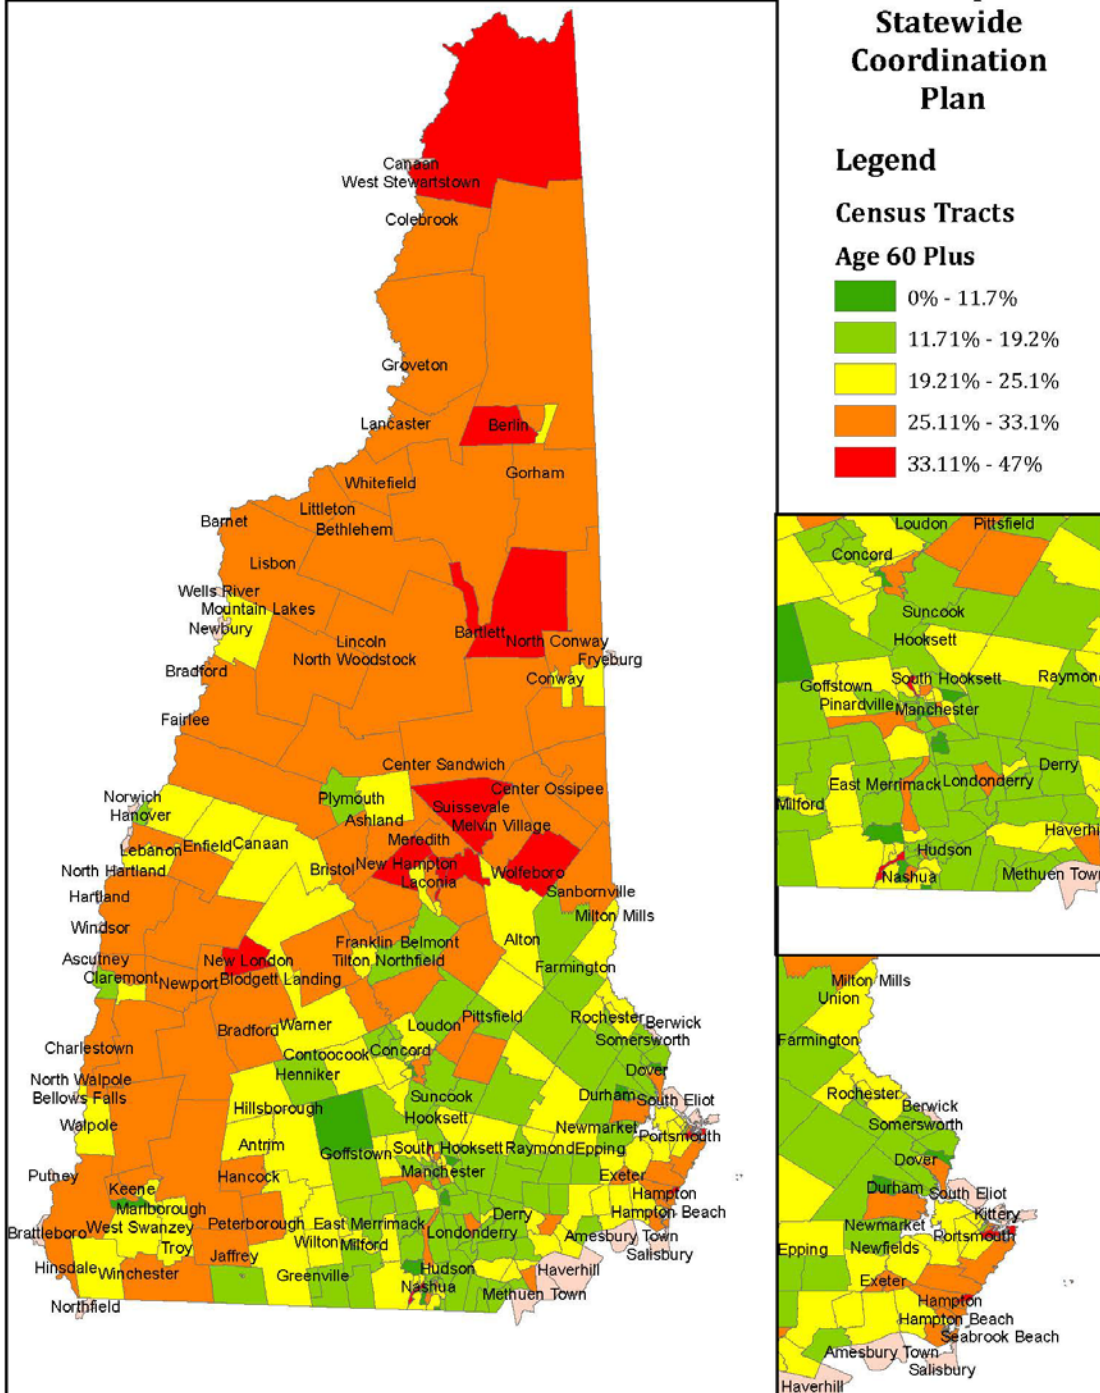 Statewide
Coordination
Plan
Legend
Census Tracts
Age 60 Plus
0% - 11.7%
11.71% - 19.2%
19.21% - 25.1%
25.11% - 33.1%
33.11% - 47%
Canaan
West Stewartstown
Colebrook
Groveton
Lancaster
Berlin
Gorham
Whitefield
Littleton
Barnet
Bethlehem
Lisbon
Wells River
Mountain Lakes
Newbury
Lincoln
Bartlett
North Conway
North Woodstock
Fryeburg
Bradford
Conway
Fairlee
Center Sandwich
Center Ossipee
Norwich
Plymouth
Suissevale
Hanover
Ashland
Melvin Village
Meredith
Lebanon
Enfield
Canaan
North Hartland
Bristol
New Hampton
Wolfeboro
Laconia
Hartland
Sanbornville
Milton Mills
Windsor
Franklin
Belmont
Alton
Ascutney
New London
Tilton
Northfield
Farmington
Claremont
Newport
Blodgett Landing
Pittsfield
Rochester
Berwick
Bradford
Warner
Loudon
Somersworth
Charlestown
Contoocook
Concord
Henniker
Dover
North Walpole
Bellows Falls
Suncook
Durham
South Eliot
Hillsborough
Hooksett
Walpole
Newmarket
Portsmouth
Antrim
Goffstown
South Hooksett
Raymond
Epping
Putney
Hancock
Manchester
Exeter
Keene
Hampton
Marlborough
Hampton Beach
Brattleboro
West Swanzey
Peterborough
East Merrimack
Derry
Londonderry
Amesbury Town
Troy
Jaffrey
Wilton
Milford
Salisbury
Hinsdale
Winchester
Greenville
Hudson
Haverhill
Nashua
Methuen Town
Northfield
Loudon
Pittsfield
Concord
Suncook
Hooksett
Goffstown
South Hooksett
Raymon
Pinardville
Manchester
Derry
East Merrimack
Londonderry
Milford
Haverhi
Hudson
Nashua
Methuen Town
Milton Mills
Union
Farmington
Rochester
Berwick
Somersworth
Dover
Durham
South Eliot
Kittery
Newmarket
Portsmouth
Epping
Newfields
Exeter
Hampton
Hampton Beach
Seabrook Beach
Amesbury Town
Salisbury
Haverhill